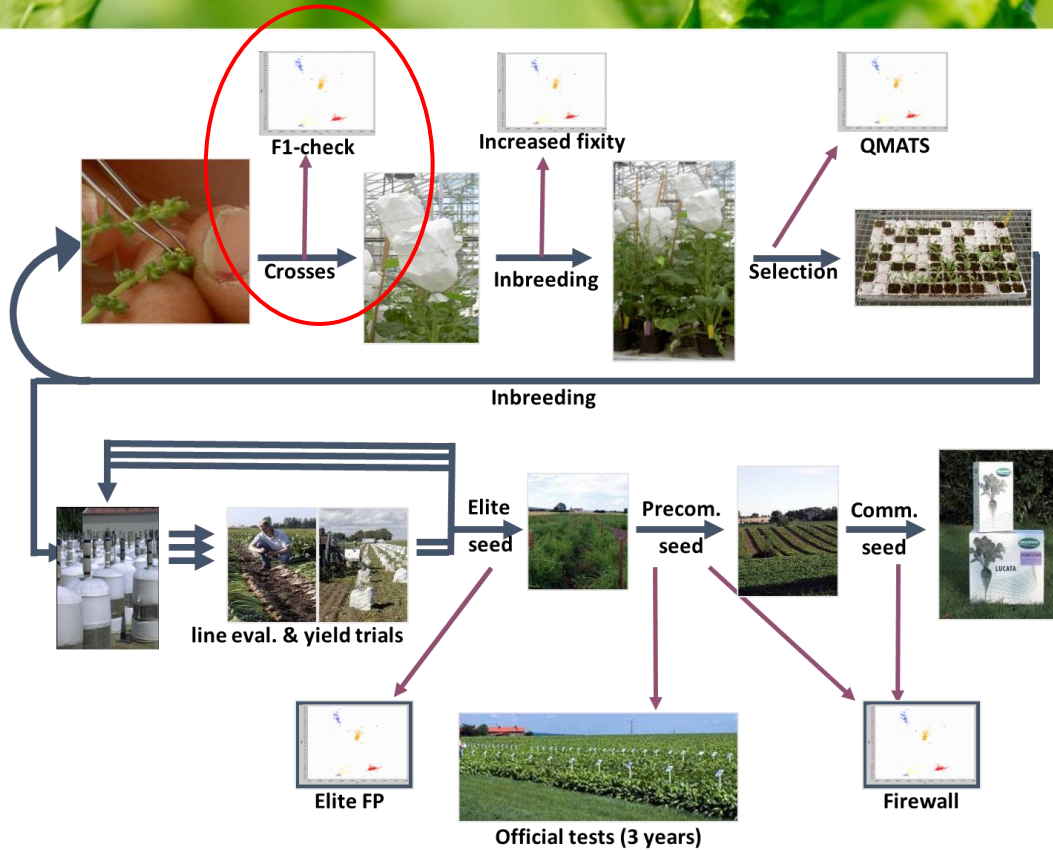 F1-check
Increased fixity
QMATS
Crosses
Inbreeding
Selection
Inbreeding
Elite
seed
Precom.
seed
Comm.
seed
LUCATA
line eval. & yield trials
Elite FP
Official tests (3 years)
Firewall